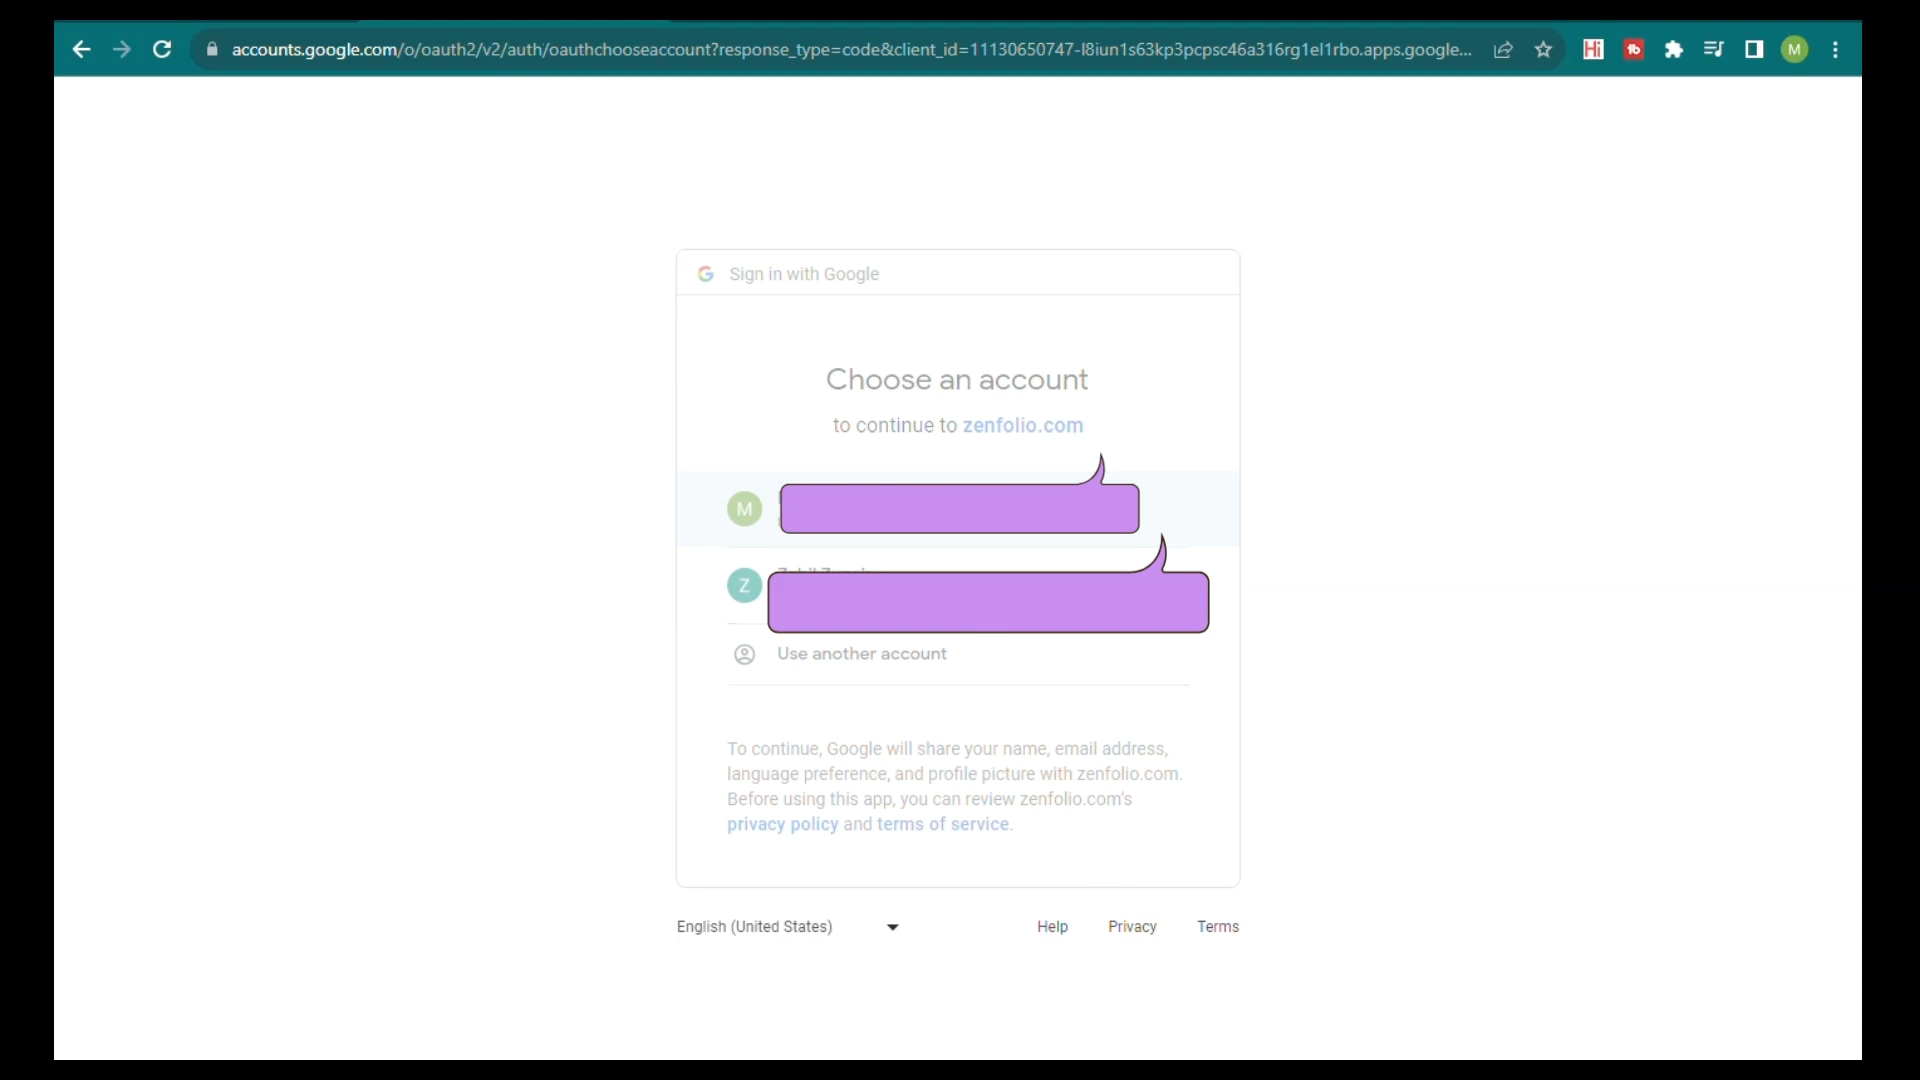 accounts.google.com/o/oauth2/v2/auth/oauthchooseaccount?response_type=code&client_id=11130650747-l8iun1s63kp3pcpsc46a316rg1el1rbo.apps.google...
Hi
M
Sign in with Google
Choose an account
to continue to zenfolio.com
M
Z
Use another account
To continue, Google will share your name, email address,
language preference, and profile picture with zenfolio.com.
Before using this app, you can review zenfolio.com's
privacy policy and terms of service.
English (United States)
Help Privacy Terms